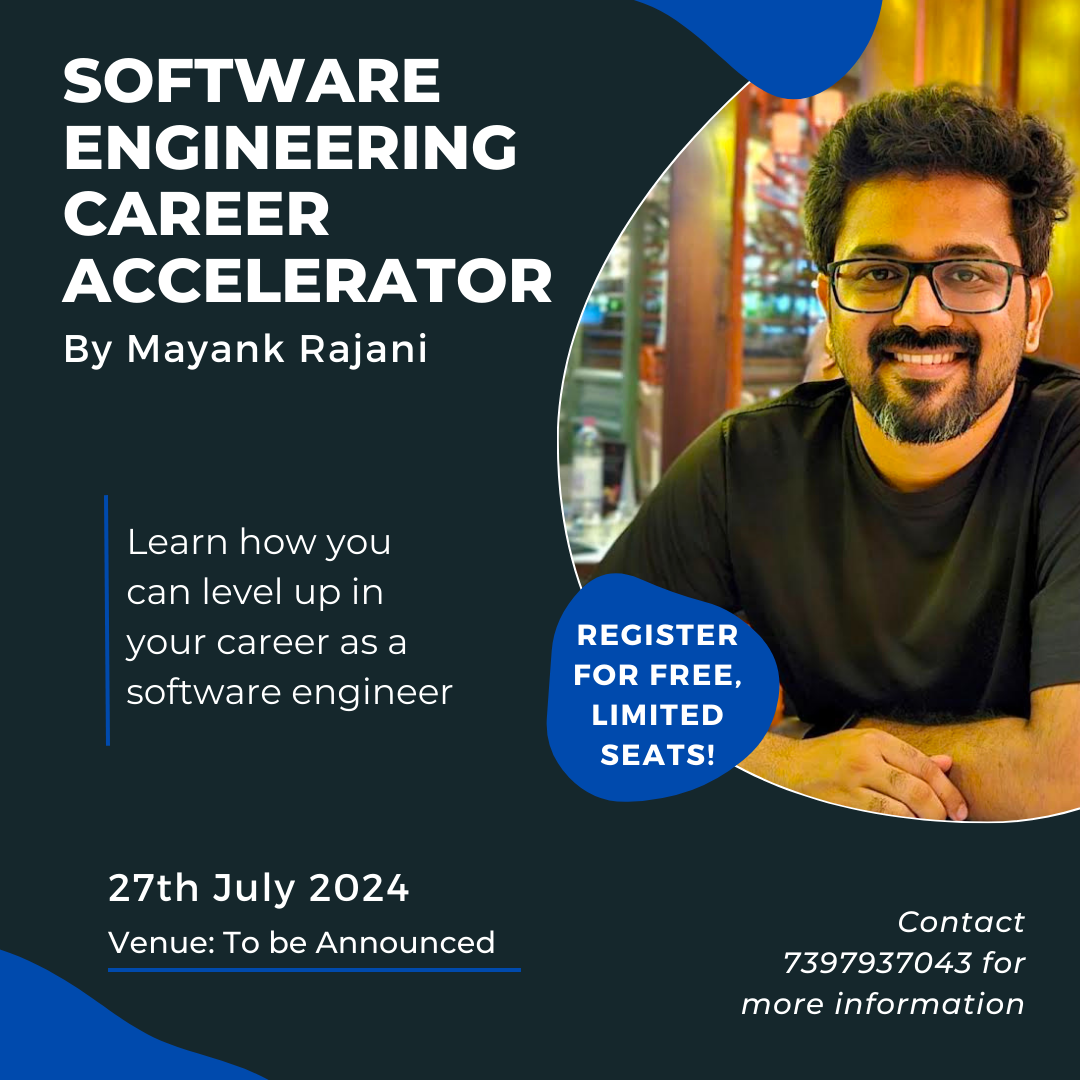 SOFTWARE
ENGINEERING
CAREER
ACCELERATOR
By Mayank Rajani
Learn how you
can level up in
your career as a
software engineer
REGISTER
FOR FREE,
LIMITED
SEATS!
27th July 2024
Venue: To be Announced
Contact
7397937043 for
more information